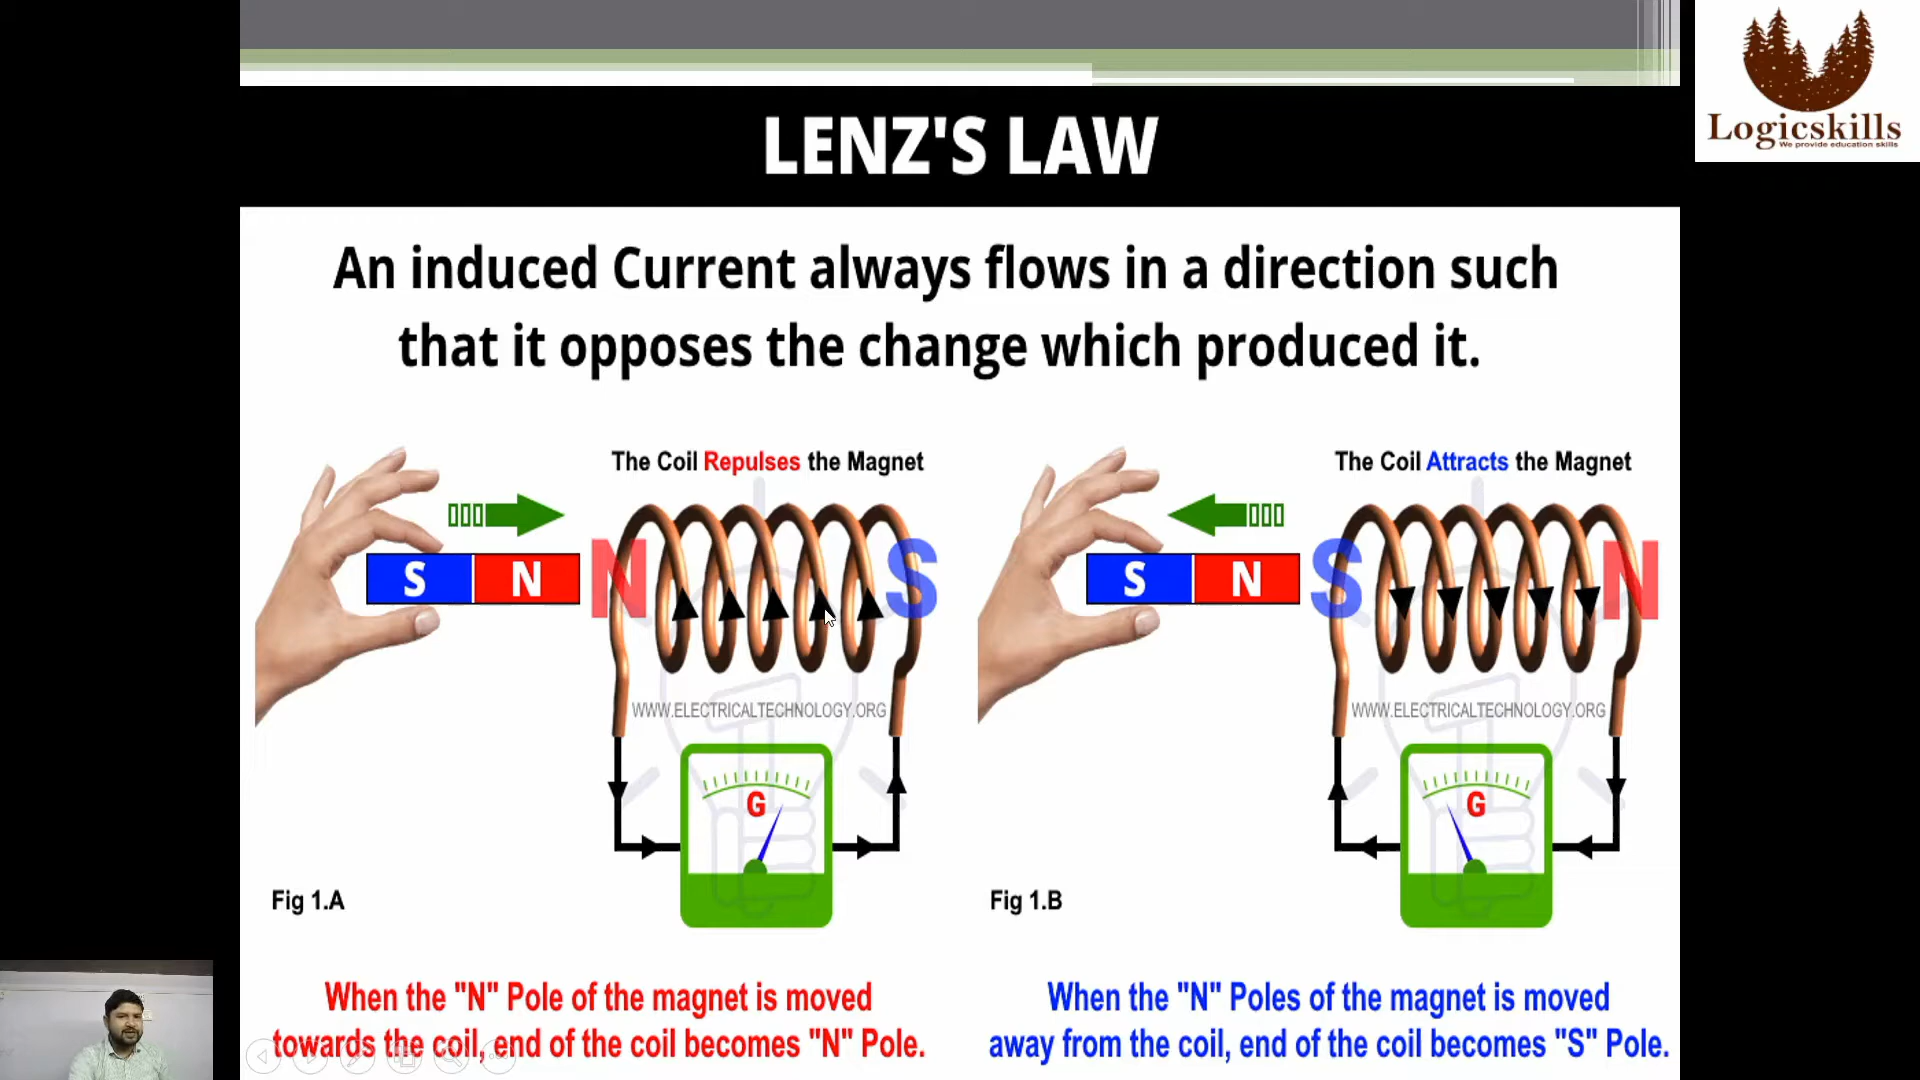 Logicskills
We provide education skills
LENZ'S LAW
An induced Current always flows in a direction such
that it opposes the change which produced it.
The Coil Repulses the Magnet
S N N S
WWW.ELECTRICALTECHNOLOGY.ORG
G
Fig 1.A
When the "N" Pole of the magnet is moved
towards the coil, end of the coil becomes "N" Pole.
The Coil Attracts the Magnet
S N S N
WWW.ELECTRICALTECHNOLOGY.ORG
G
Fig 1.B
When the "N" Poles of the magnet is moved
away from the coil, end of the coil becomes "S" Pole.